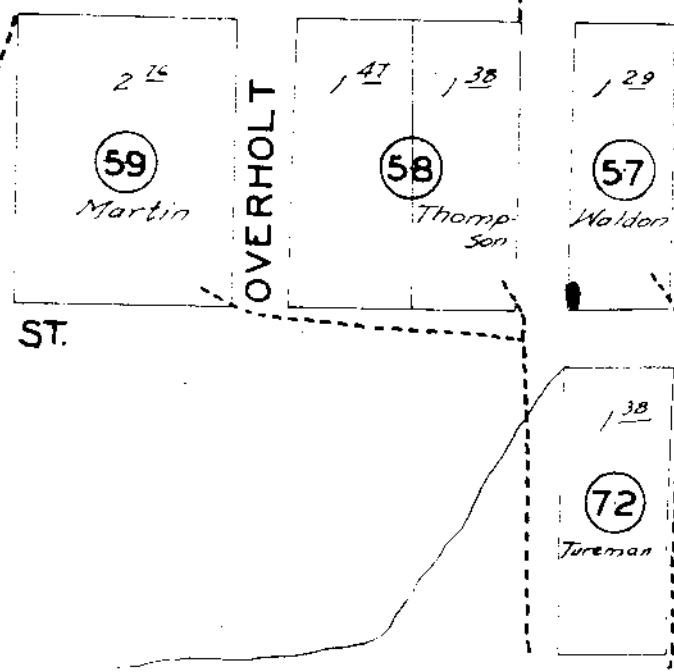 2 76
1 47
1 38
1 29
59
58
57
Martin
Thomp-
son
Waldon
OVERHOLT
ST.
1 38
72
Tureman